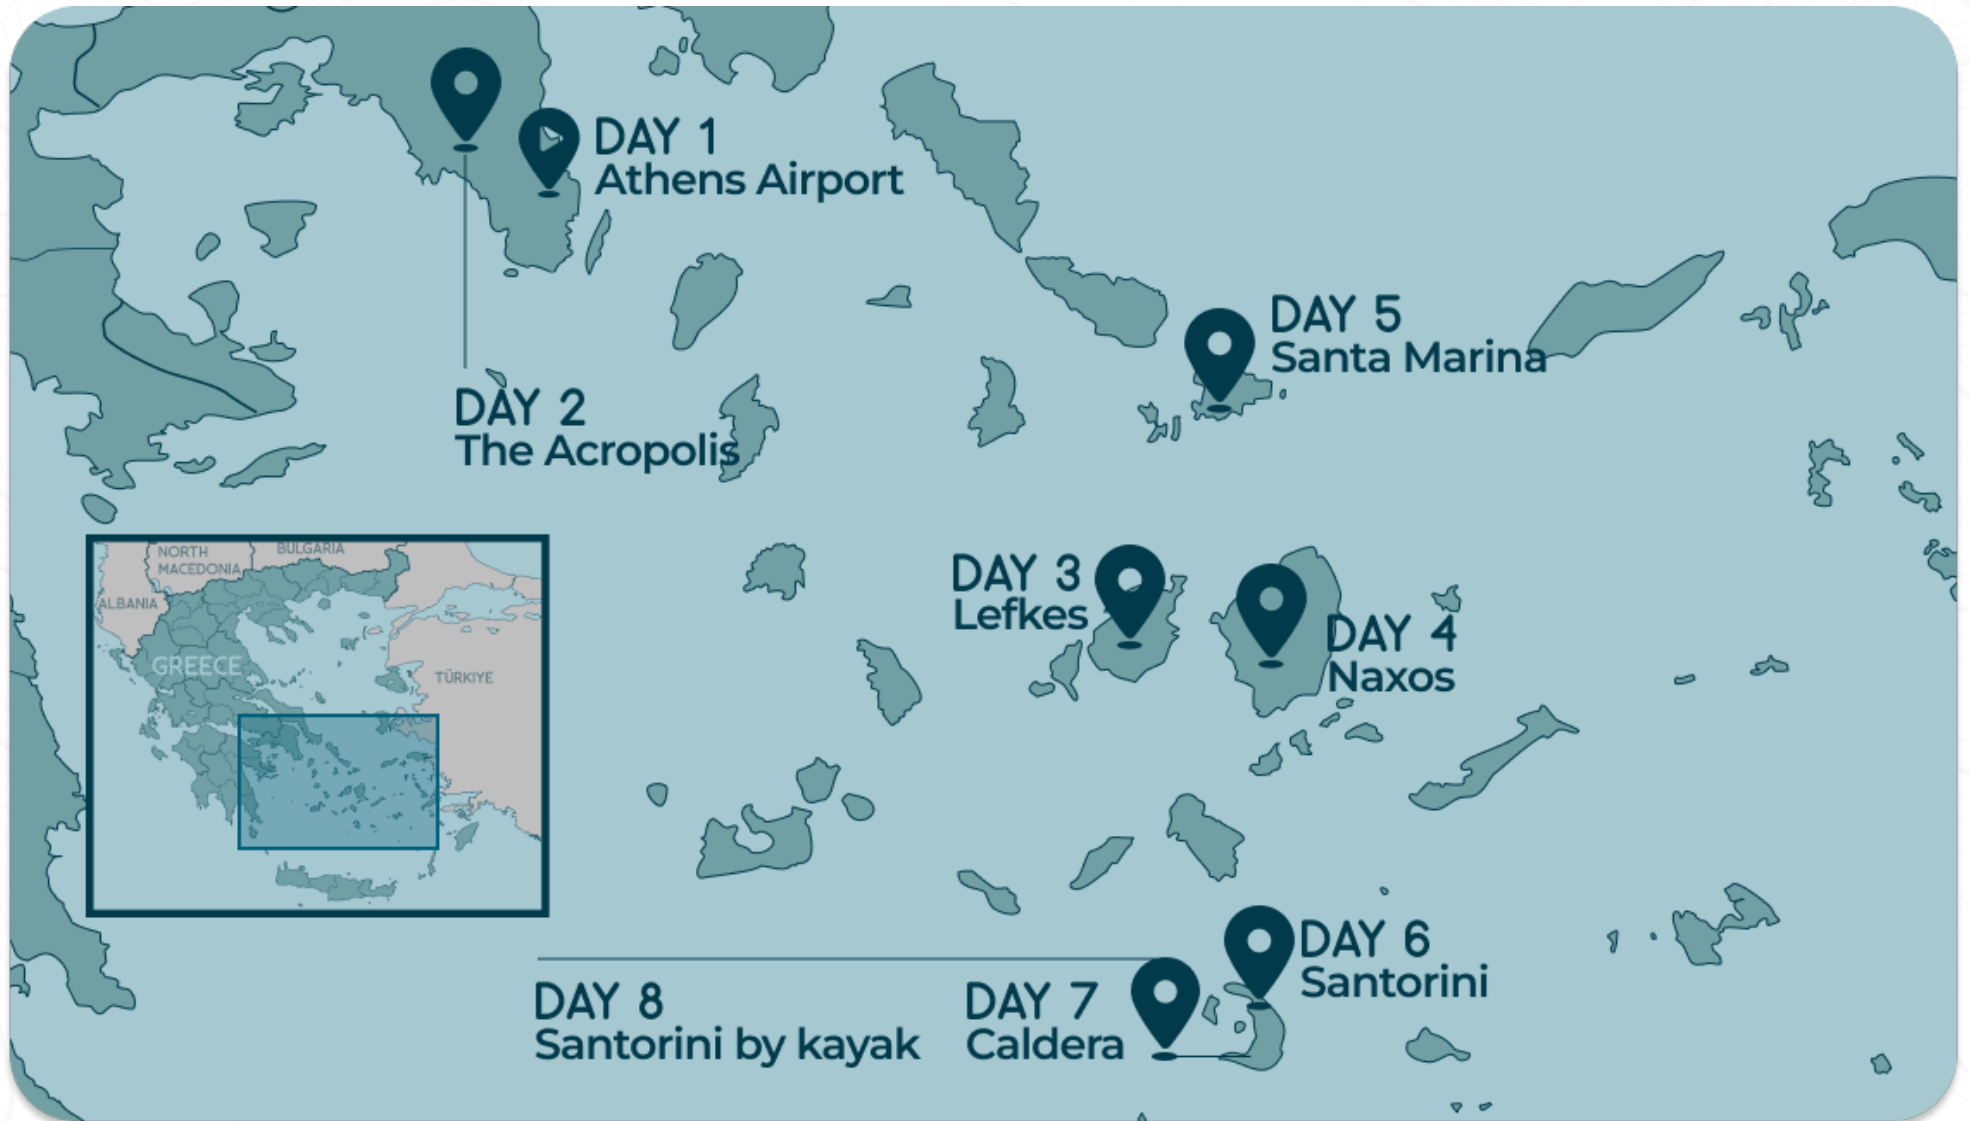 DAY 1
Athens Airport
DAY 5
Santa Marina
DAY 2
The Acropolis
NORTH
MACEDONIA
BULGARIA
ALBANIA
GREECE
TÜRKIYE
DAY 3
Lefkes
DAY 4
Naxos
DAY 6
Santorini
DAY 8
Santorini by kayak
DAY 7
Caldera